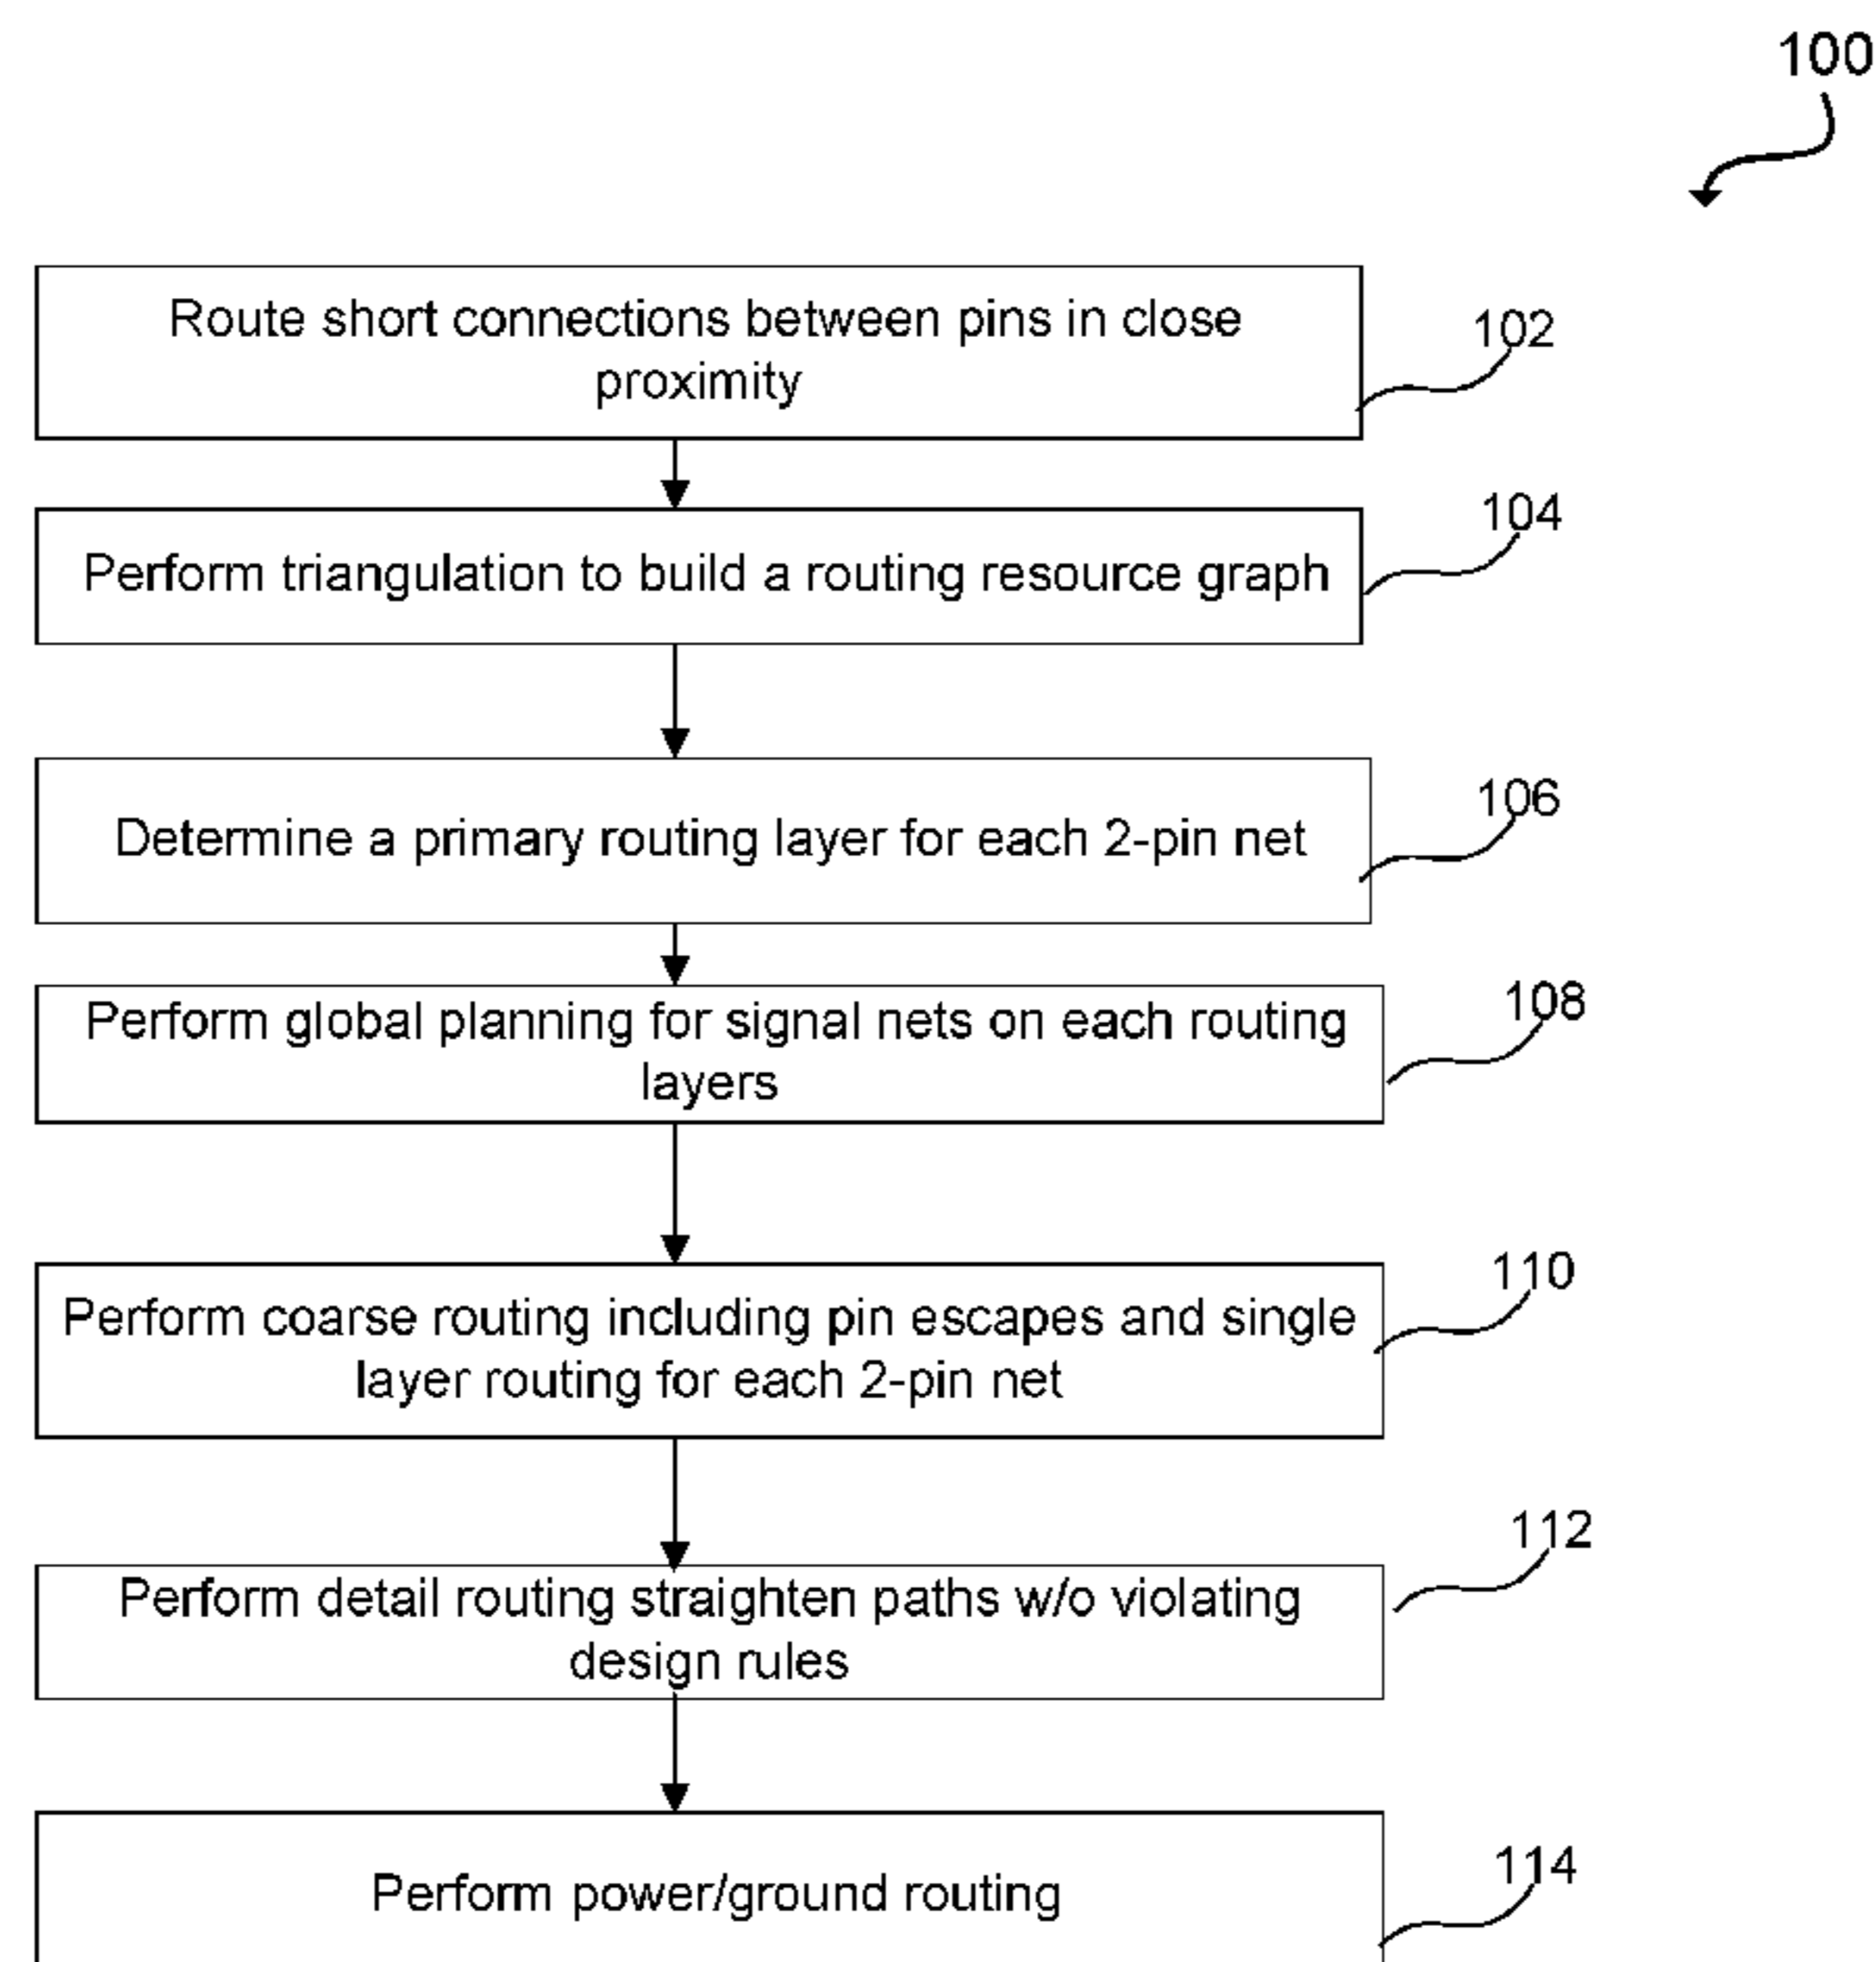 100
Route short connections between pins in close
proximity
102
Perform triangulation to build a routing resource graph
104
Determine a primary routing layer for each 2-pin net
106
Perform global planning for signal nets on each routing
layers
108
Perform coarse routing including pin escapes and single
layer routing for each 2-pin net
110
Perform detail routing straighten paths w/o violating
design rules
112
Perform power/ground routing
114